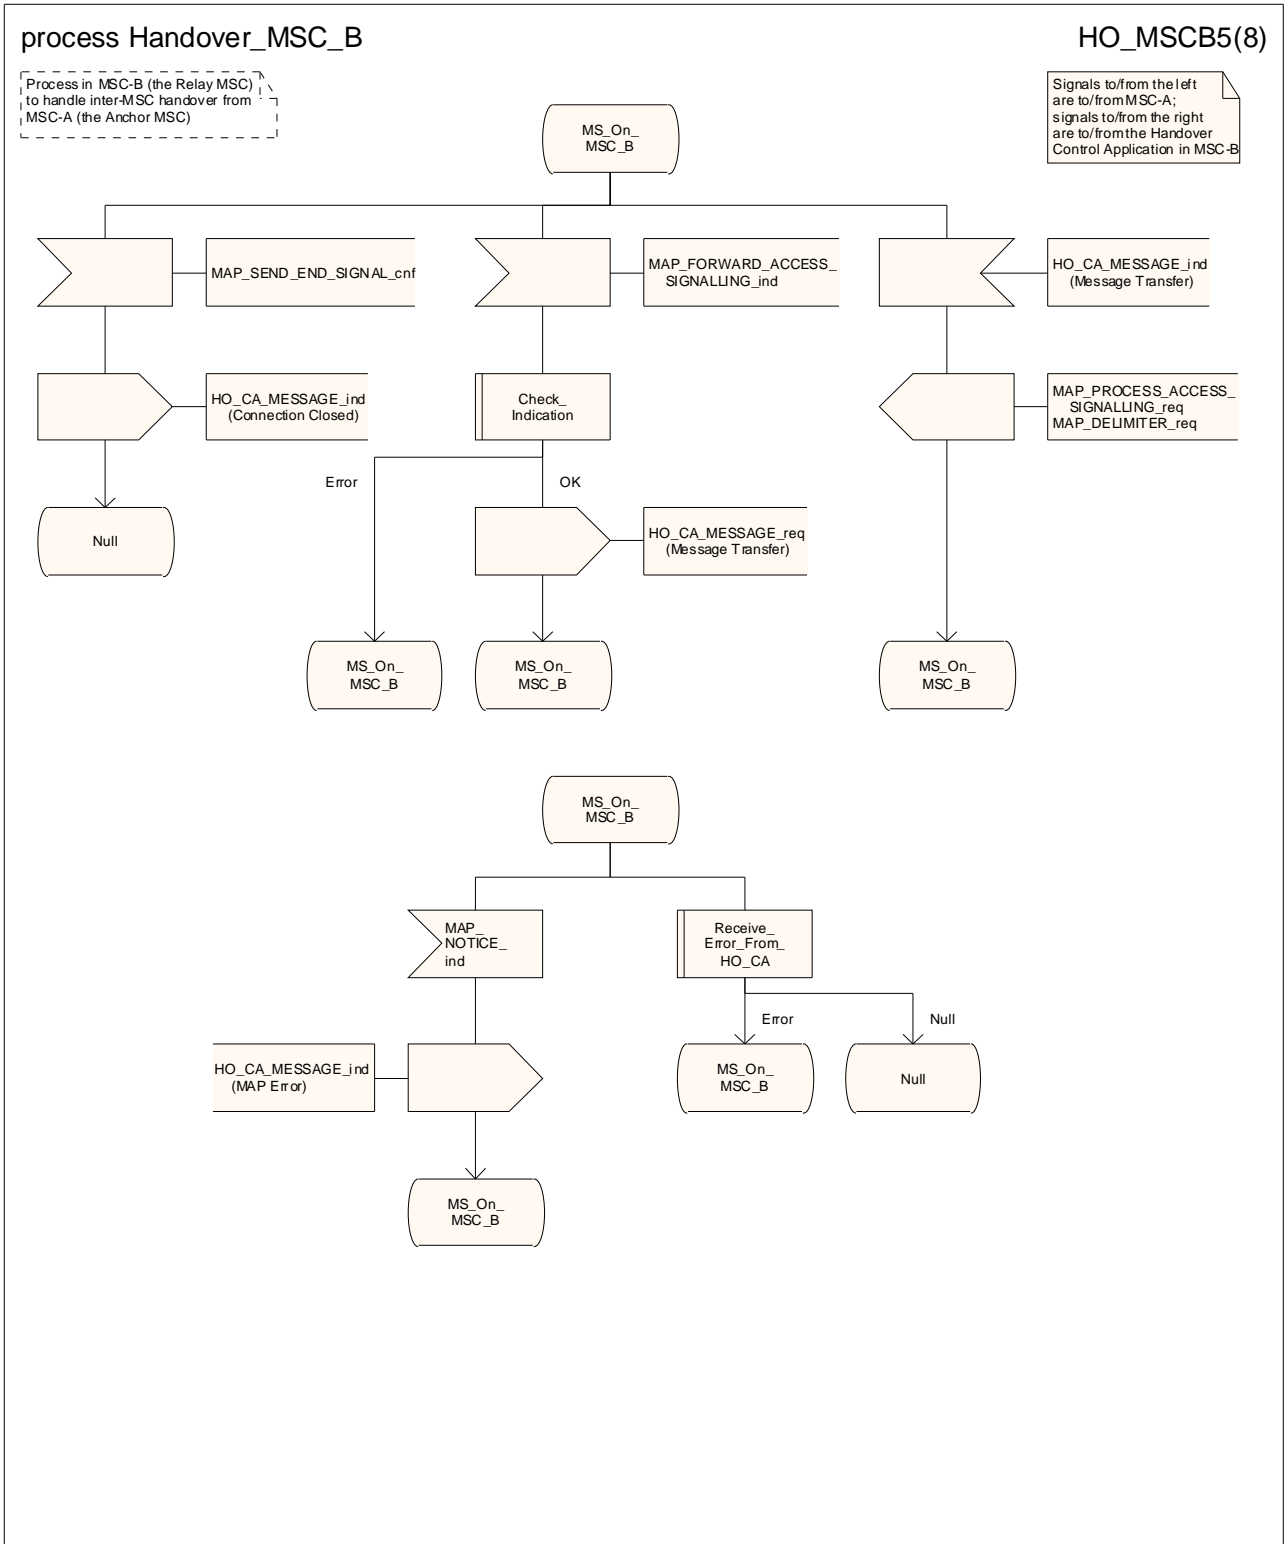 process Handover_MSC_B
HO_MSCB5(8)
Process in MSC-B (the Relay MSC)
to handle inter-MSC handover from
MSC-A (the Anchor MSC)
Signals to/from the left
are to/from MSC-A;
signals to/from the right
are to/from the Handover
Control Application in MSC-B
MS_On_
MSC_B
MAP_SEND_END_SIGNAL_cnf
MAP_FORWARD_ACCESS_
SIGNALLING_ind
HO_CA_MESSAGE_ind
(Message Transfer)
HO_CA_MESSAGE_ind
(Connection Closed)
Check_
Indication
MAP_PROCESS_ACCESS_
SIGNALLING_req
MAP_DELIMITER_req
Error
OK
Null
HO_CA_MESSAGE_req
(Message Transfer)
MS_On_
MSC_B
MS_On_
MSC_B
MS_On_
MSC_B
MS_On_
MSC_B
MAP_
NOTICE_
ind
Receive_
Error_From_
HO_CA
Error
Null
HO_CA_MESSAGE_ind
(MAP Error)
MS_On_
MSC_B
Null
MS_On_
MSC_B